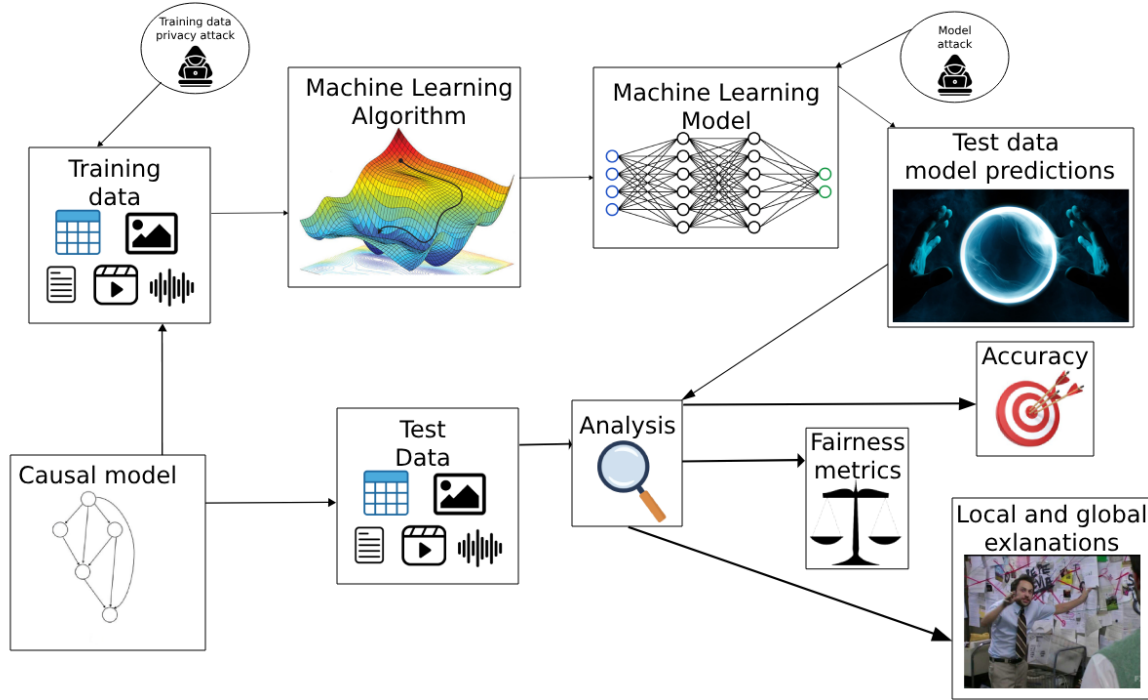 Training data
privacy attack
Model
attack
Machine Learning
Algorithm
Machine Learning
Model
Test data
model predictions
Training
data
Accuracy
Analysis
Test
Data
Fairness
metrics
Causal model
Local and global
exlanations